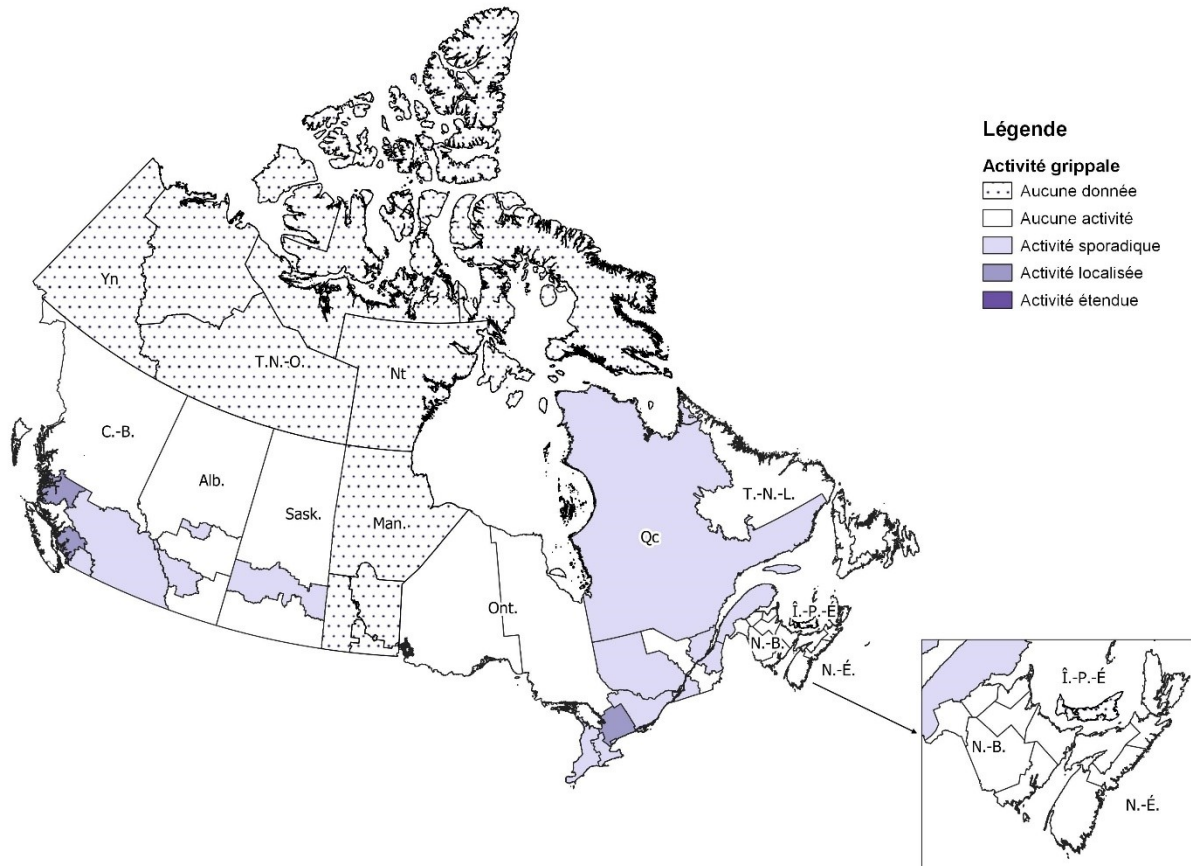 Légende
Activité grippale
Aucune donnée
Aucune activité
Activité sporadique
Activité localisée
Activité étendue
Yn
T.N.-O.
Nt
C.-B.
Alb.
Sask.
Man.
Ont.
Qc
T.-N.-L.
Î.-P.-É
N.-B.
N.-É.
Î.-P.-É
N.-B.
N.-É.